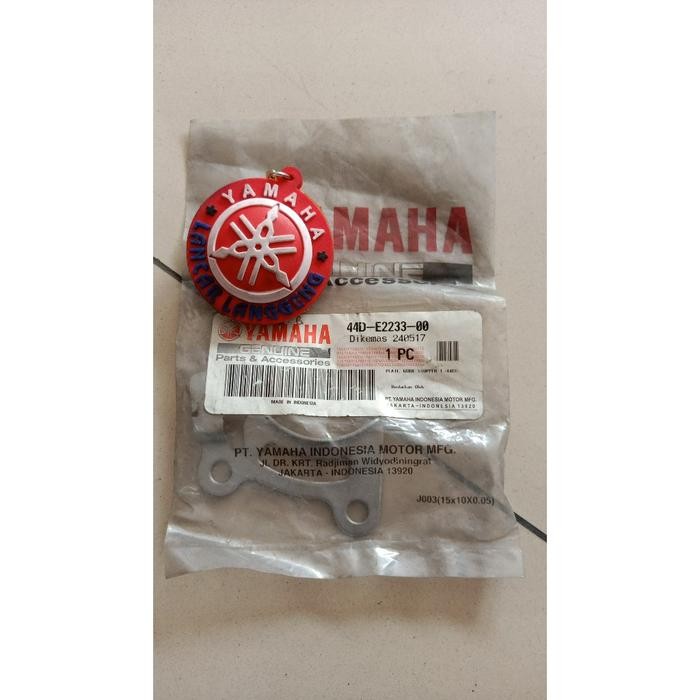 YAMAHA
LANCAR LANGGENG
MAHA
GENUINE
Accessories
YAMAHA
GENUINE
Parts & Accessories
44D-E2233-00
Dikemas 240517
1 PC
MADE IN INDONESIA
PT. YAMAHA INDONESIA MOTOR MFG.
JAKARTA-INDONESIA 13920
PT. YAMAHA INDONESIA MOTOR MFG.
JL. DR. KRT. Radjiman Widyodiningrat
JAKARTA - INDONESIA 13920
J003(15x10X0.05)